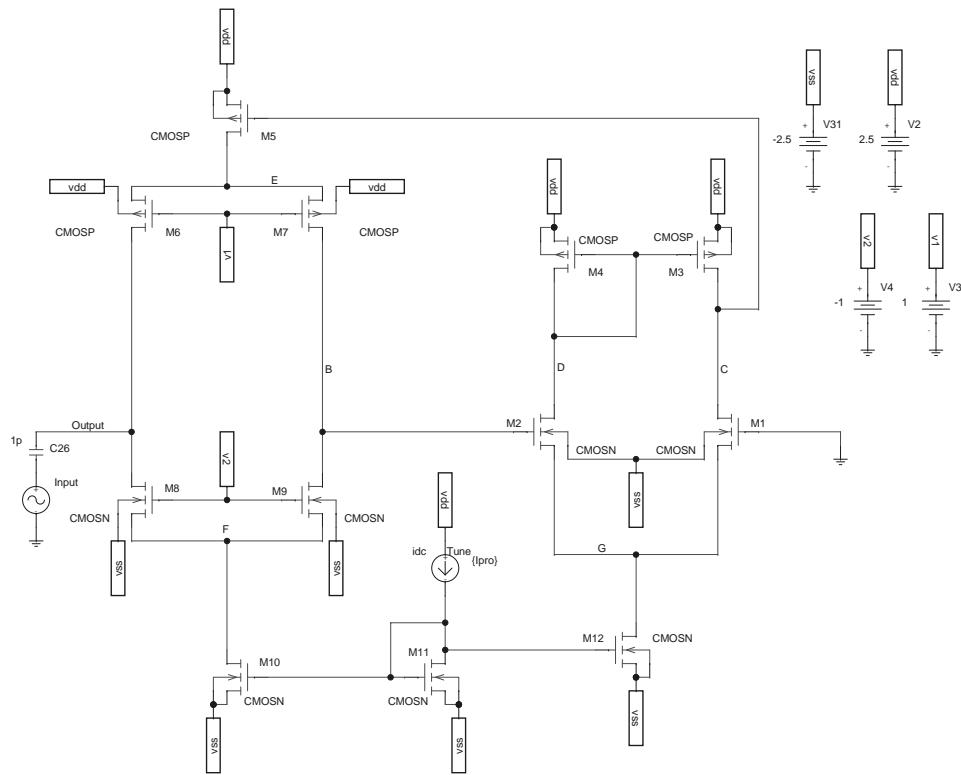 vdd
CMOSP
M5
vss
V31
-2.5
vdd
V2
2.5
E
vdd
vdd
M6
M7
CMOSP
CMOSP
v1
vdd
vdd
CMOSP
CMOSP
M4
M3
v2
V4
-1
v1
V3
1
B
D
C
Output
1p
C26
Input
M2
M1
CMOSN
CMOSN
v2
M8
M9
CMOSN
CMOSN
vss
vdd
F
vss
vss
idc
Tune
{Ipro}
G
M12
CMOSN
M10
M11
CMOSN
CMOSN
vss
vss
vss